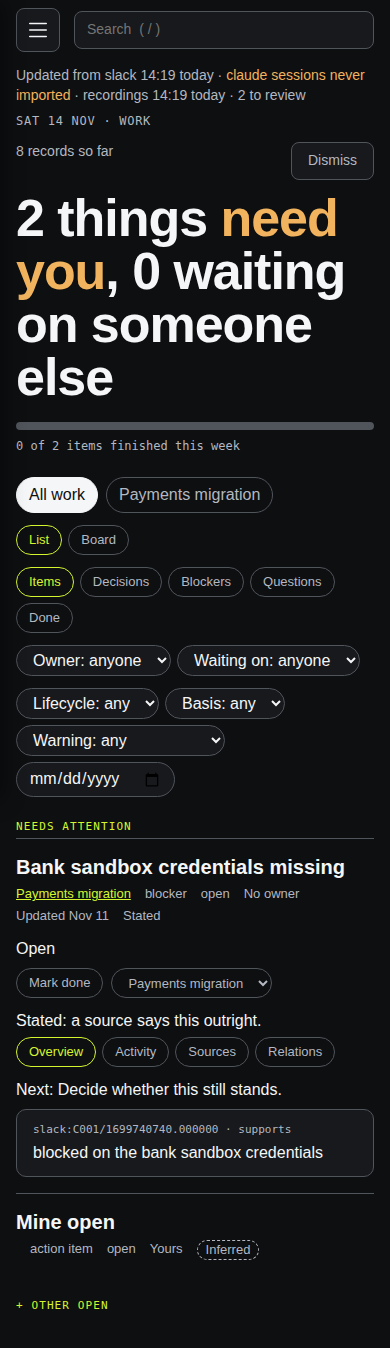 Search ( / )
Updated from slack 14:19 today · claude sessions never
imported · recordings 14:19 today · 2 to review
SAT 14 NOV · WORK
8 records so far
Dismiss
2 things need
you, 0 waiting
on someone
else
0 of 2 items finished this week
All work Payments migration
List Board
Items Decisions Blockers Questions
Done
Owner: anyone Waiting on: anyone
Lifecycle: any Basis: any
Warning: any
mm/dd/yyyy
NEEDS ATTENTION
Bank sandbox credentials missing
Payments migration blocker open No owner
Updated Nov 11 Stated
Open
Mark done Payments migration
Stated: a source says this outright.
Overview Activity Sources Relations
Next: Decide whether this still stands.
slack:C001/1699740740.000000 · supports
blocked on the bank sandbox credentials
Mine open
action item open Yours Inferred
+ OTHER OPEN